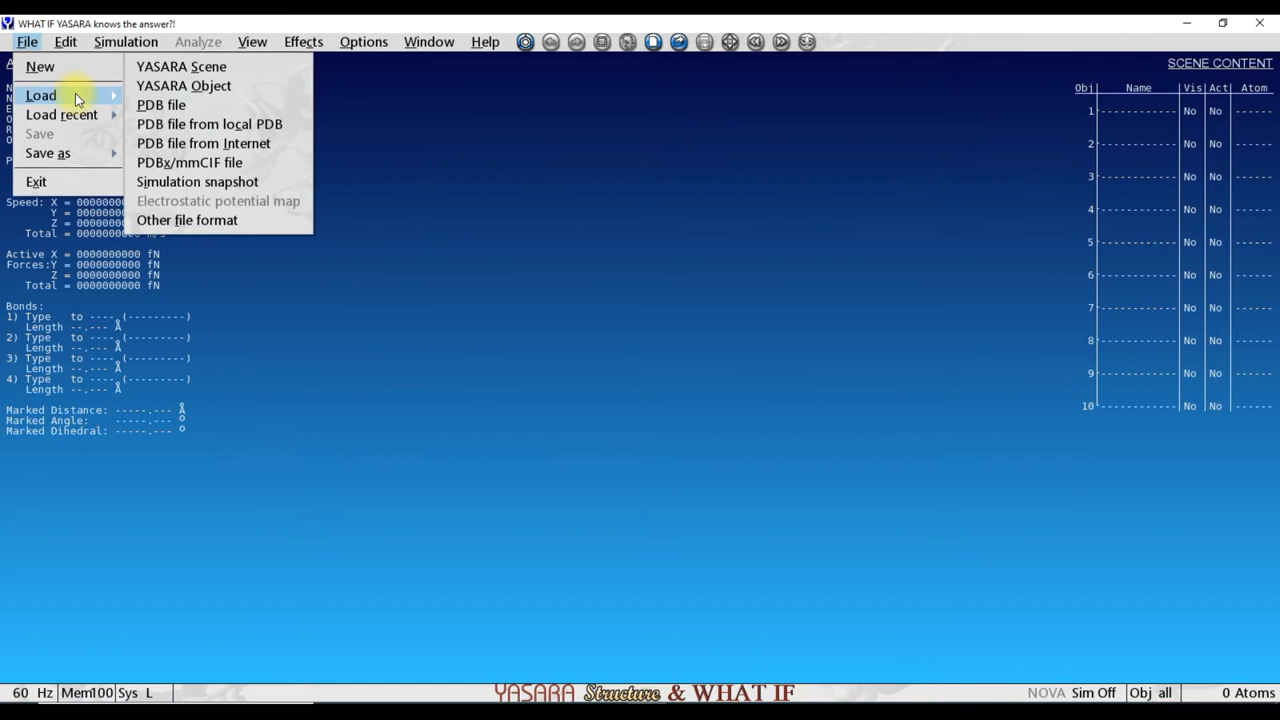 WHAT IF YASARA knows the answer?!
File Edit Simulation Analyze View Effects Options Window Help
New
Load
Load recent
Save
Save as
Exit
YASARA Scene
YASARA Object
PDB file
PDB file from local PDB
PDB file from Internet
PDBx/mmCIF file
Simulation snapshot
Electrostatic potential map
Other file format
Speed: X = 00000000
Y = 00000000
Z = 00000000
Total = 0000000000 m/s
Active X = 0000000000 fN
Forces:Y = 0000000000 fN
Z = 0000000000 fN
Total = 0000000000 fN
Bonds:
1) Type to ----.(---------)
Length --.--- Å
2) Type to ----.(---------)
Length --.--- Å
3) Type to ----.(---------)
Length --.--- Å
4) Type to ----.(---------)
Length --.--- Å
Marked Distance: -----.--- Å
Marked Angle: -----.--- °
Marked Dihedral: -----.--- °
SCENE CONTENT
Obj Name Vis Act Atom
1 ------------ No No ------
2 ------------ No No ------
3 ------------ No No ------
4 ------------ No No ------
5 ------------ No No ------
6 ------------ No No ------
7 ------------ No No ------
8 ------------ No No ------
9 ------------ No No ------
10 ------------ No No ------
60 Hz Mem100 Sys L YASARA Structure & WHAT IF NOVA Sim Off Obj all 0 Atoms